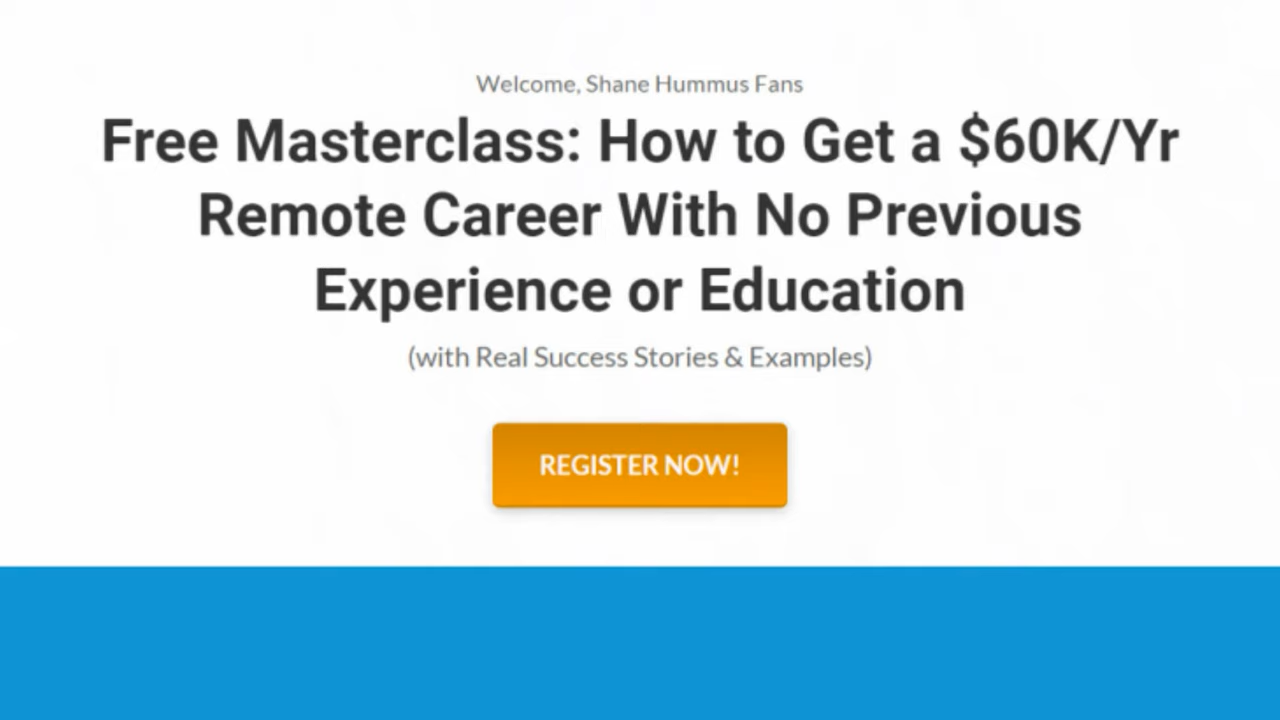 Welcome, Shane Hummus Fans
Free Masterclass: How to Get a $60K/Yr
Remote Career With No Previous
Experience or Education
(with Real Success Stories & Examples)
REGISTER NOW!